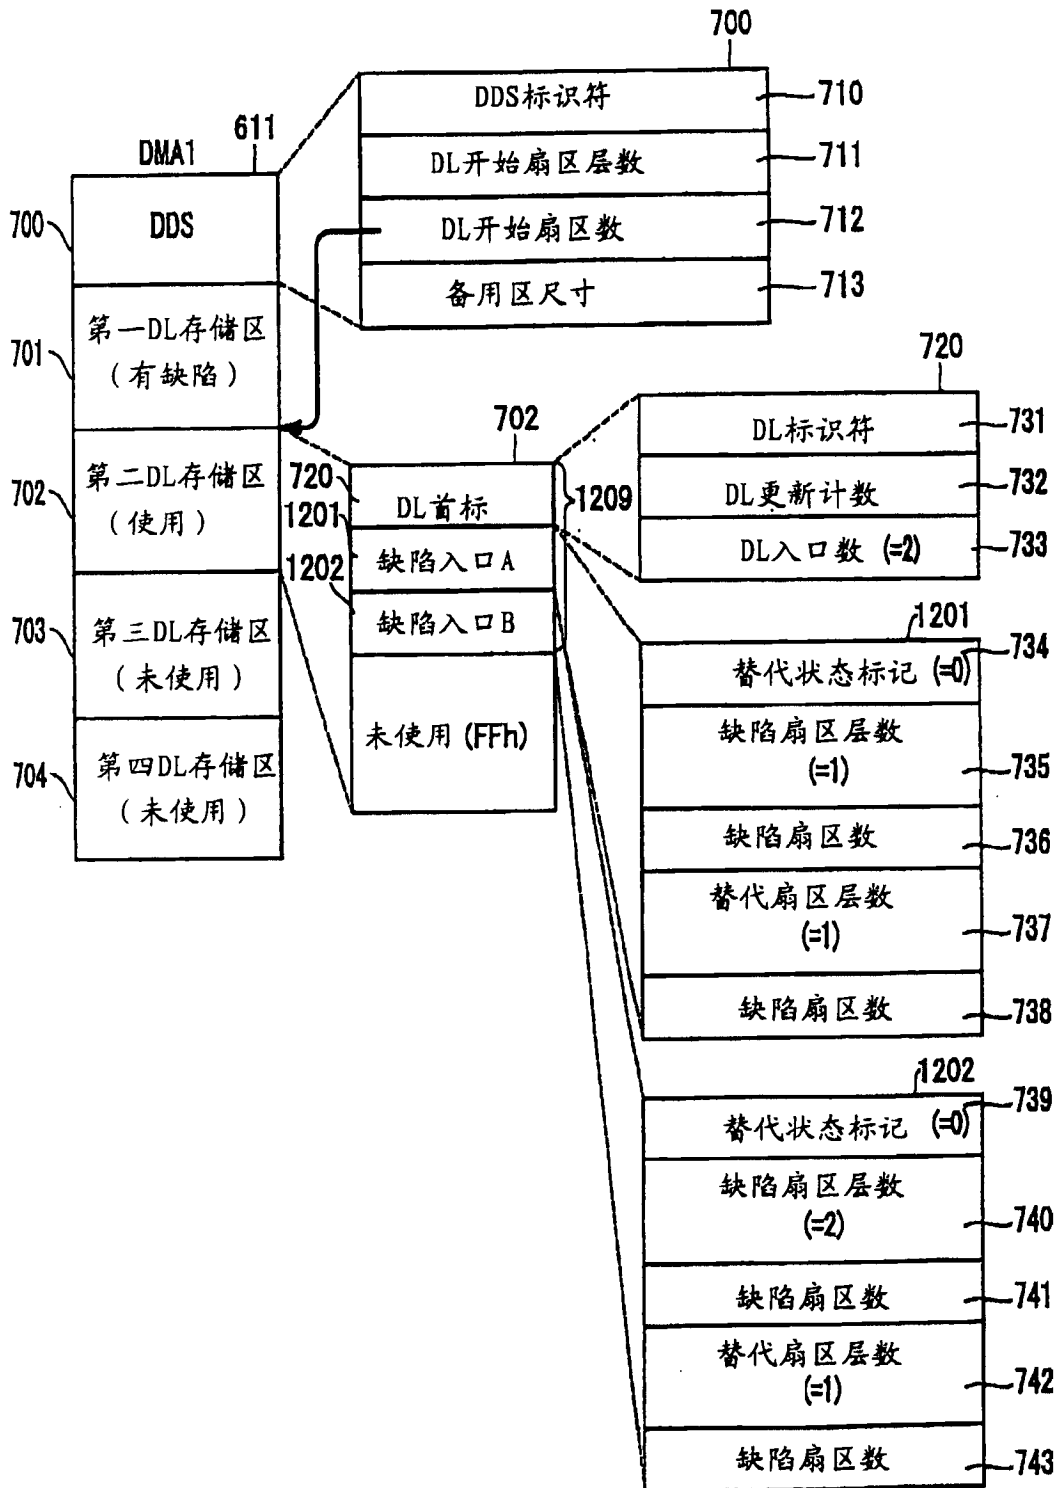 700
DDS标识符
710
DL开始扇区层数
711
DL开始扇区数
712
备用区尺寸
713
DMA1
611
700
DDS
701
第一DL存储区
(有缺陷)
702
第二DL存储区
(使用)
703
第三DL存储区
(未使用)
704
第四DL存储区
(未使用)
702
720
DL首标
1209
1201
缺陷入口A
1202
缺陷入口B
未使用(FFh)
720
DL标识符
731
DL更新计数
732
DL入口数 (=2)
733
1201
替代状态标记 (=0)
734
缺陷扇区层数
(=1)
735
缺陷扇区数
736
替代扇区层数
(=1)
737
缺陷扇区数
738
1202
替代状态标记 (=0)
739
缺陷扇区层数
(=2)
740
缺陷扇区数
741
替代扇区层数
(=1)
742
缺陷扇区数
743